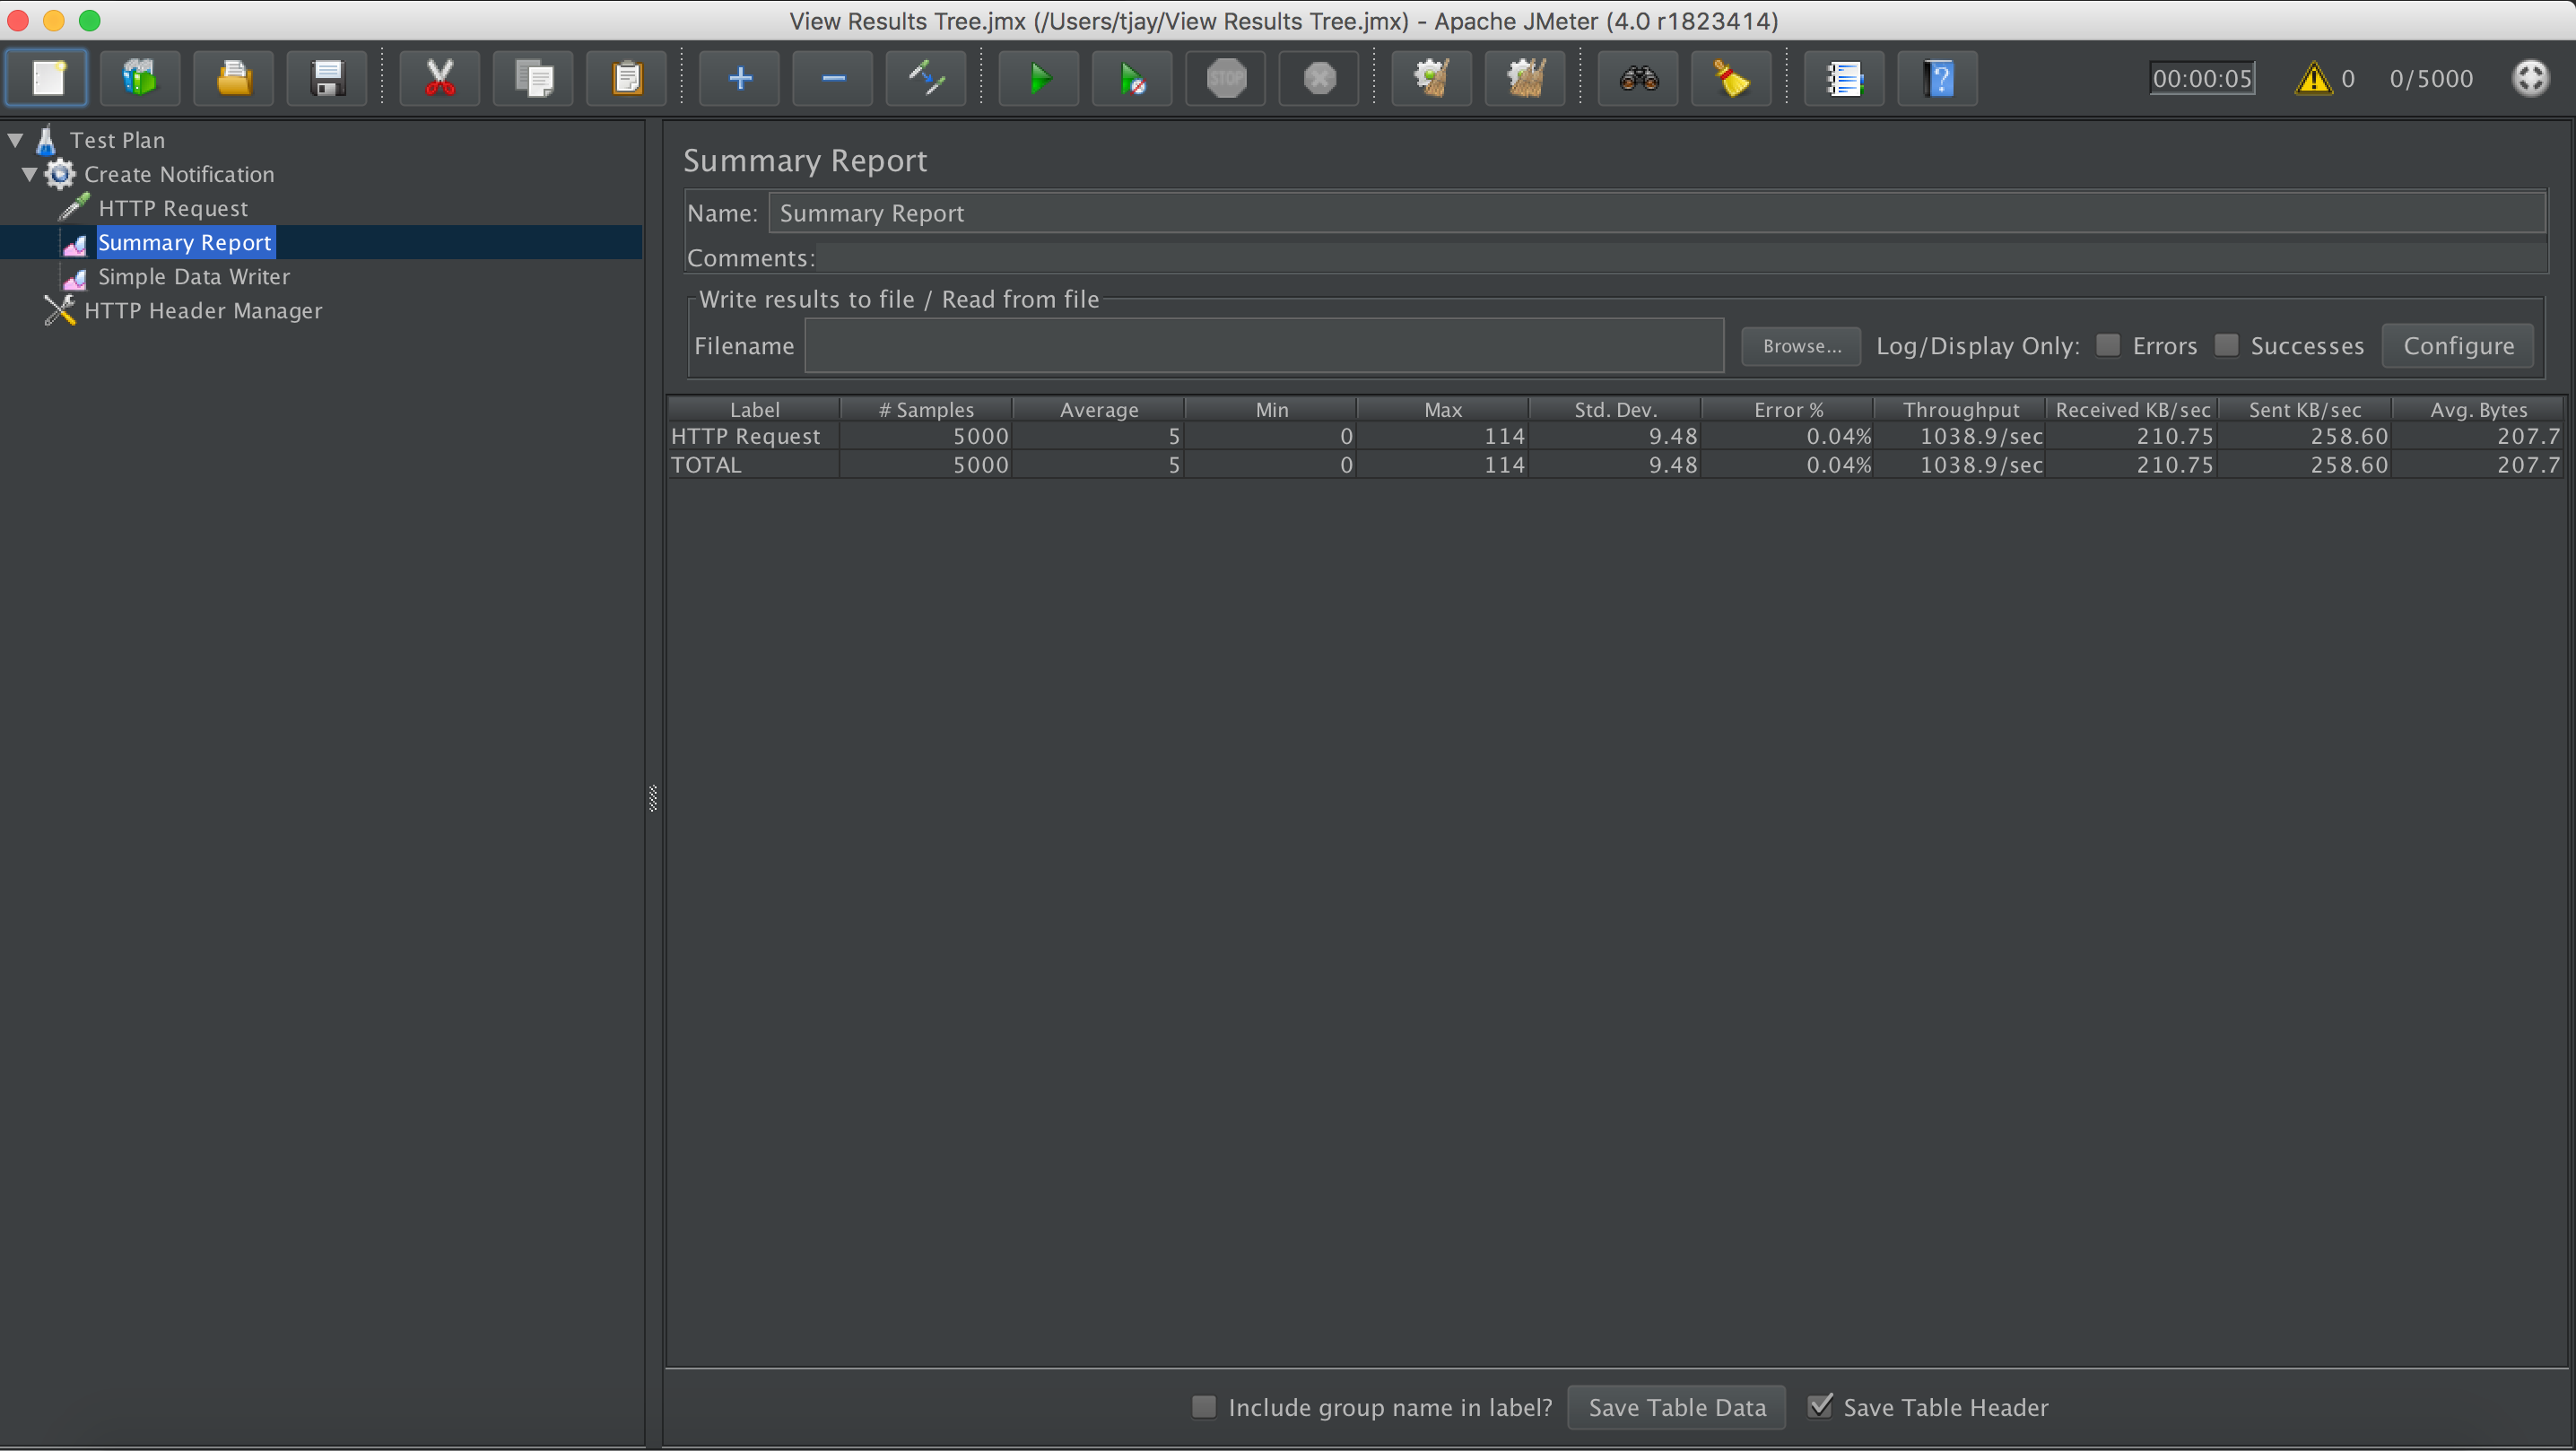 View Results Tree.jmx (/Users/tjay/View Results Tree.jmx) - Apache JMeter (4.0 r1823414)
STOP 00:00:05 0 0/5000
Test Plan
Create Notification
HTTP Request
Summary Report
Simple Data Writer
HTTP Header Manager
Summary Report
Name: Summary Report
Comments:
Write results to file / Read from file
Filename Browse... Log/Display Only: Errors Successes Configure
Label # Samples Average Min Max Std. Dev. Error % Throughput Received KB/sec Sent KB/sec Avg. Bytes
HTTP Request 5000 5 0 114 9.48 0.04% 1038.9/sec 210.75 258.60 207.7
TOTAL 5000 5 0 114 9.48 0.04% 1038.9/sec 210.75 258.60 207.7
Include group name in label? Save Table Data Save Table Header